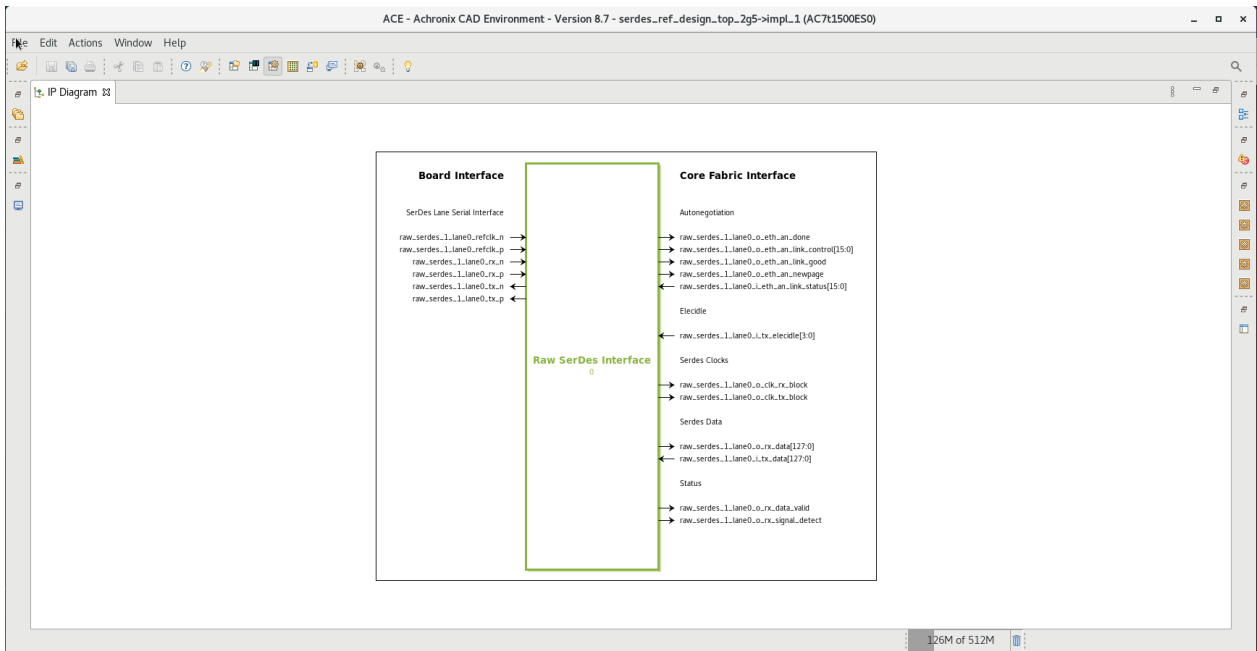 ACE - Achronix CAD Environment - Version 8.7 - serdes_ref_design_top_2g5->impl_1 (AC7t1500ES0)
File Edit Actions Window Help
IP Diagram
Board Interface
SerDes Lane Serial Interface
raw_serdes_1_lane0_refclk_n
raw_serdes_1_lane0_refclk_p
raw_serdes_1_lane0_rx_n
raw_serdes_1_lane0_rx_p
raw_serdes_1_lane0_tx_n
raw_serdes_1_lane0_tx_p
Raw SerDes Interface
0
Core Fabric Interface
Autonegotiation
raw_serdes_1_lane0_o_eth_an_done
raw_serdes_1_lane0_o_eth_an_link_control[15:0]
raw_serdes_1_lane0_o_eth_an_link_good
raw_serdes_1_lane0_o_eth_an_newpage
raw_serdes_1_lane0_i_eth_an_link_status[15:0]
Elecidle
raw_serdes_1_lane0_i_tx_elecidle[3:0]
Serdes Clocks
raw_serdes_1_lane0_o_clk_rx_block
raw_serdes_1_lane0_o_clk_tx_block
Serdes Data
raw_serdes_1_lane0_o_rx_data[127:0]
raw_serdes_1_lane0_i_tx_data[127:0]
Status
raw_serdes_1_lane0_o_rx_data_valid
raw_serdes_1_lane0_o_rx_signal_detect
126M of 512M